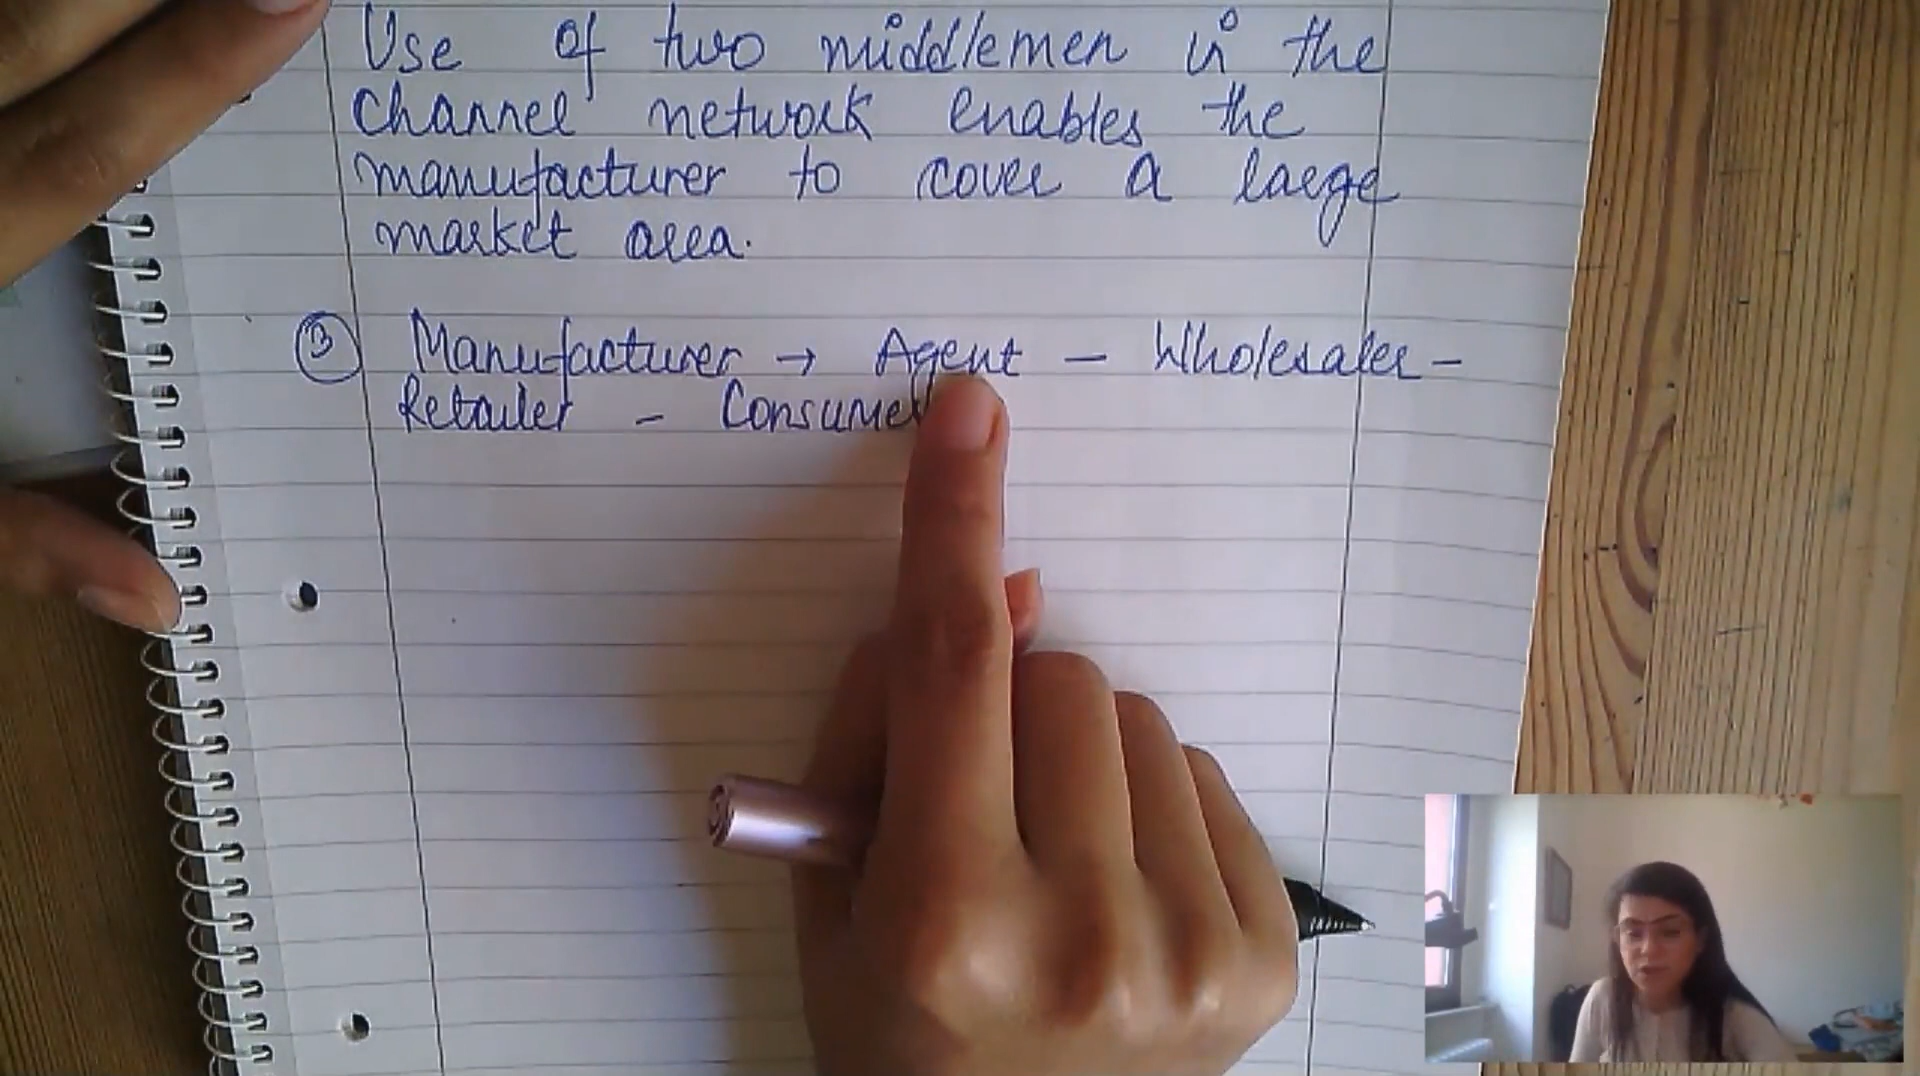 Use of two middlemen in the
channel network enables the
manufacturer to cover a large
market area.
③ Manufacturer → Agent - Wholesaler -
Retailer - Consumer